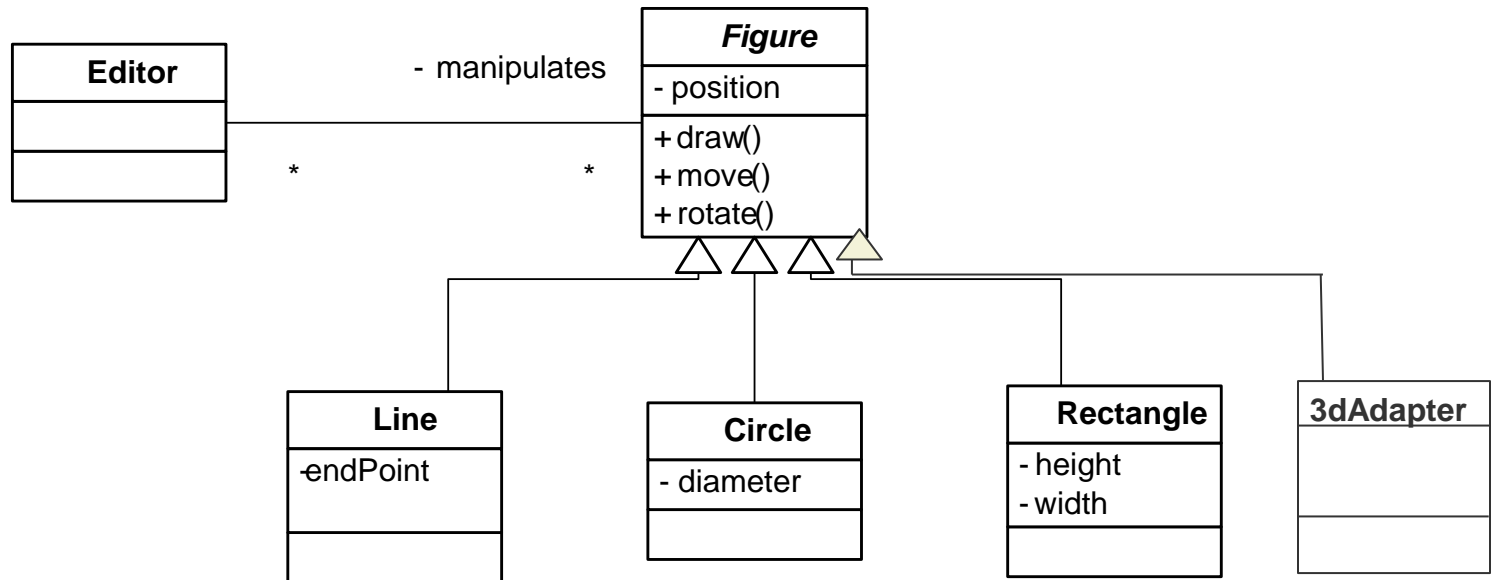 Editor
- manipulates
*
*
Figure
- position
+ draw()
+ move()
+ rotate()
Line
-endPoint
Circle
- diameter
Rectangle
- height
- width
3dAdapter